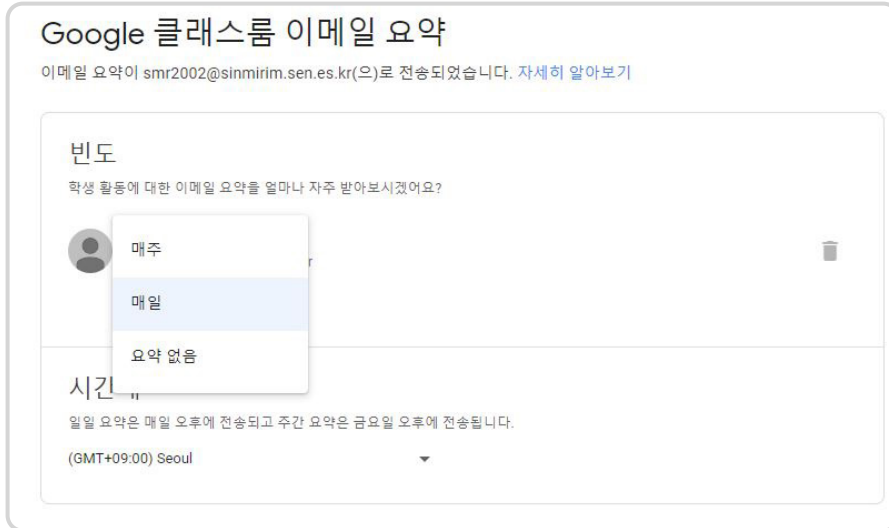 Google 클래스룸 이메일 요약
이메일 요약이 smr2002@sinmirim.sen.es.kr(으)로 전송되었습니다. 자세히 알아보기
빈도
학생 활동에 대한 이메일 요약을 얼마나 자주 받아보시겠어요?
매주
r
매일
요약 없음
시간
일일 요약은 매일 오후에 전송되고 주간 요약은 금요일 오후에 전송됩니다.
(GMT+09:00) Seoul